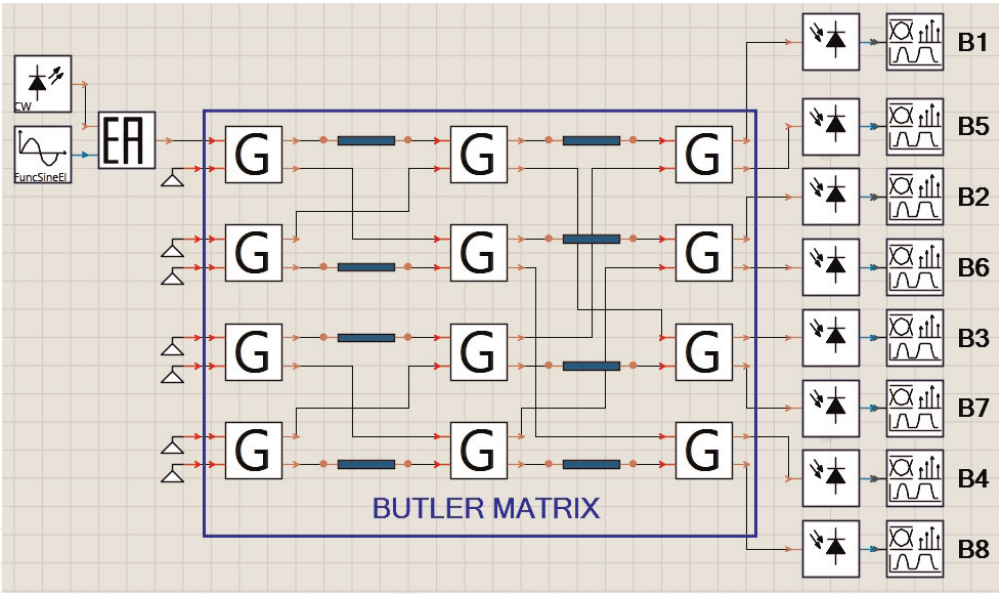 B1
CW
EA
FuncSineEl
G G G
B5
B2
G G G
B6
G G G
B3
B7
G G G
B4
BUTLER MATRIX
B8